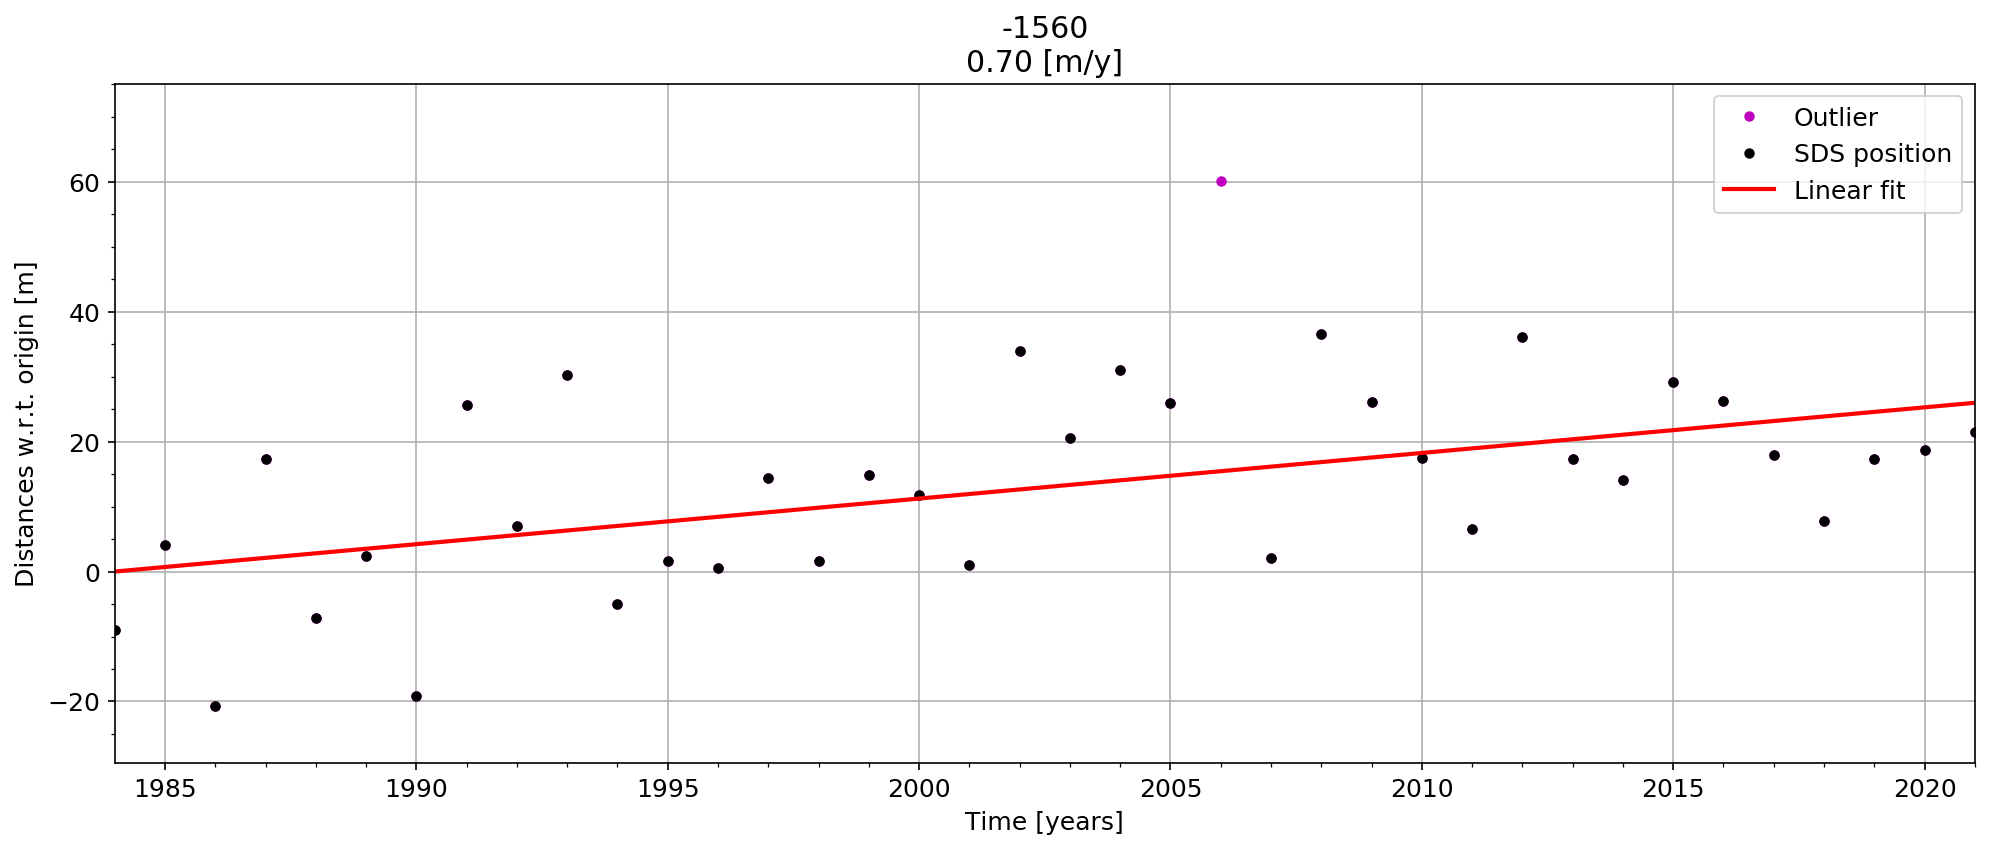 -1560
0.70 [m/y]
Outlier
SDS position
Linear fit
Distances w.r.t. origin [m]
60
40
20
0
−20
1985 1990 1995 2000 2005 2010 2015 2020
Time [years]